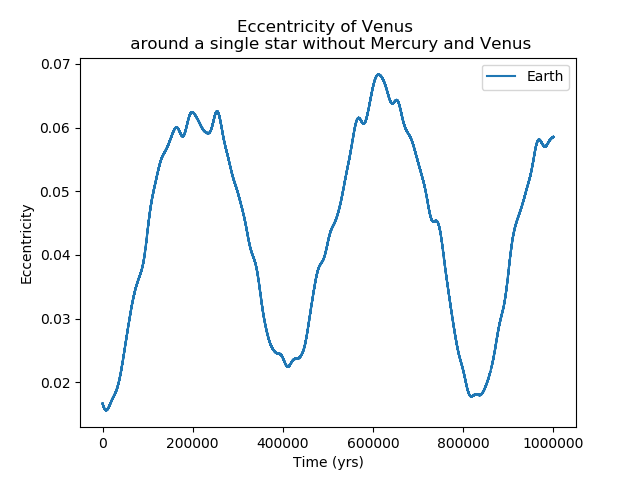 Eccentricity of Venus
around a single star without Mercury and Venus
Earth
Eccentricity
0.07
0.06
0.05
0.04
0.03
0.02
0
200000
400000
600000
800000
1000000
Time (yrs)